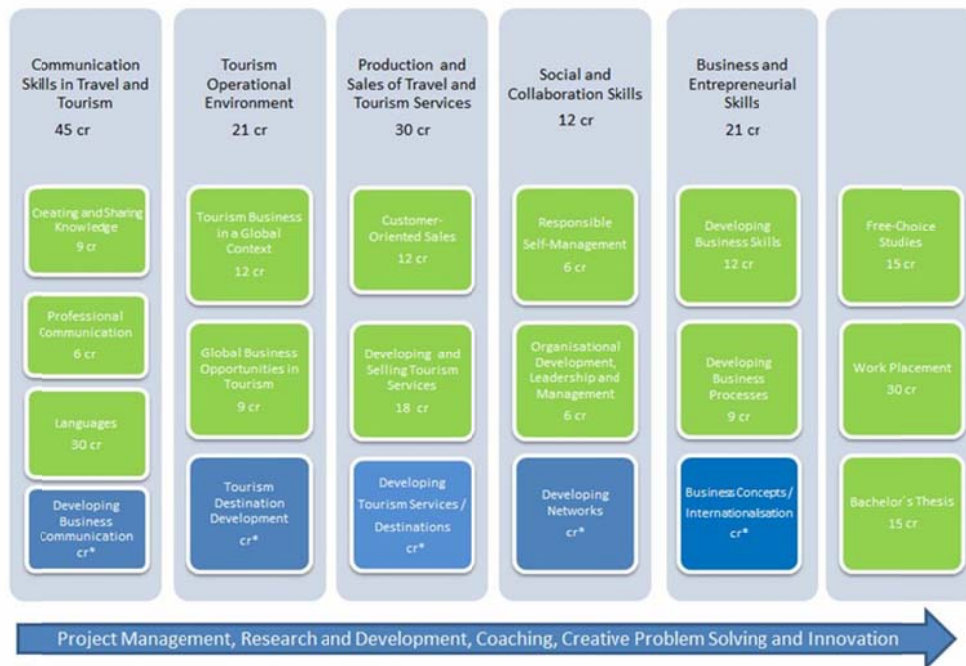 Communication
Skills in Travel and
Tourism
45 cr
Creating and Sharing
Knowledge
9 cr
Professional
Communication
6 cr
Languages
30 cr
Developing
Business
Communication
cr*
Tourism
Operational
Environment
21 cr
Tourism Business
in a Global
Context
12 cr
Global Business
Opportunities in
Tourism
9 cr
Tourism
Destination
Development
cr*
Production and
Sales of Travel and
Tourism Services
30 cr
Customer-
Oriented Sales
12 cr
Developing and
Selling Tourism
Services
18 cr
Developing
Tourism Services /
Destinations
cr*
Social and
Collaboration Skills
12 cr
Responsible
Self-Management
6 cr
Organisational
Development,
Leadership and
Management
6 cr
Developing
Networks
cr*
Business and
Entrepreneurial
Skills
21 cr
Developing
Business Skills
12 cr
Developing
Business
Processes
9 cr
Business Concepts /
Internationalisation
cr*
Free-Choice
Studies
15 cr
Work Placement
30 cr
Bachelor´s Thesis
15 cr
Project Management, Research and Development, Coaching, Creative Problem Solving and Innovation